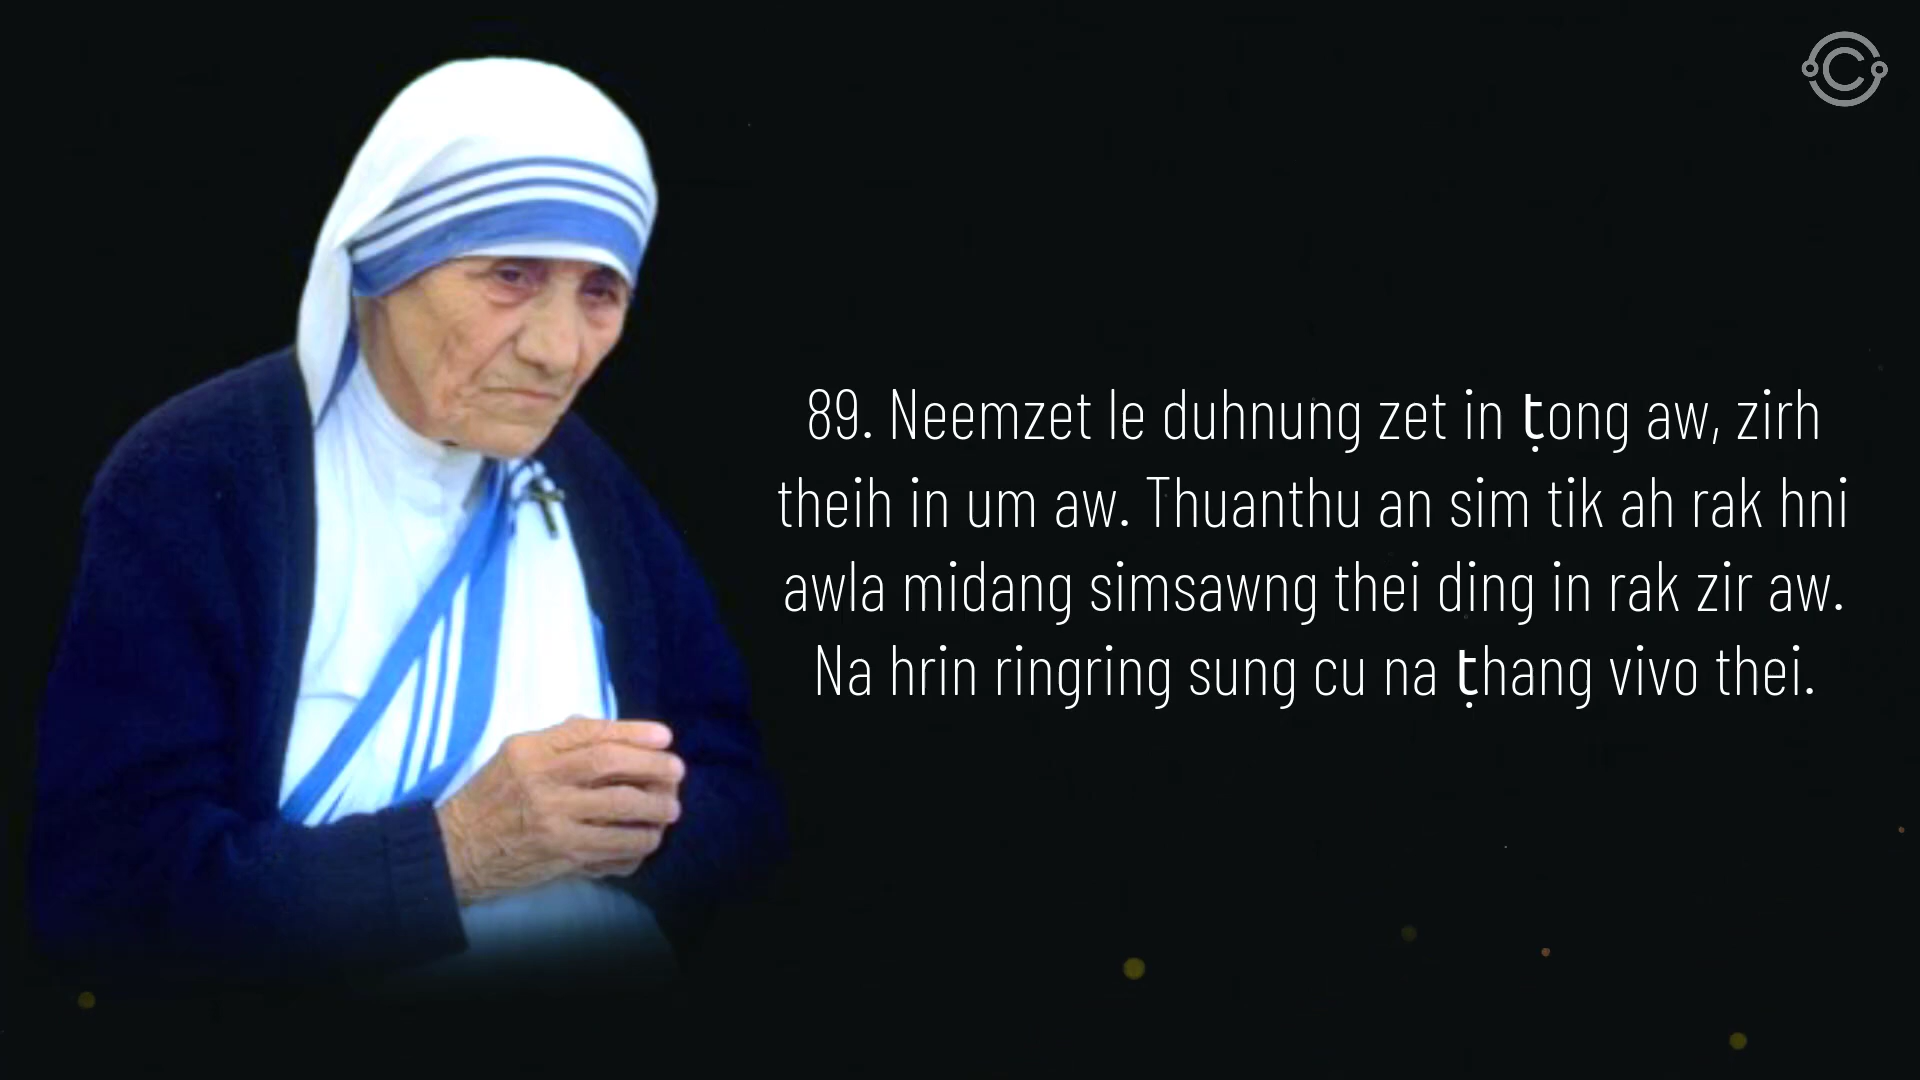 89. Neemzet le duhnung zet in ṭong aw, zirh
theih in um aw. Thuanthu an sim tik ah rak hni
awla midang simsawng thei ding in rak zir aw.
Na hrin ringring sung cu na ṭhang vivo thei.